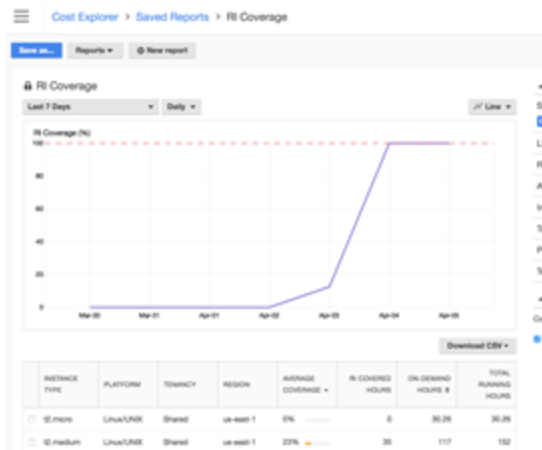 Cost Explorer > Saved Reports > RI Coverage
Save as... Reports New report
RI Coverage
Last 7 Days Daily Line
RI Coverage (%)
100
80
60
40
20
0
Mar-30 Mar-31 Apr-01 Apr-02 Apr-03 Apr-04 Apr-05
Download CSV
INSTANCE TYPE PLATFORM TENANCY REGION AVERAGE COVERAGE RI COVERED HOURS ON-DEMAND HOURS TOTAL RUNNING HOURS
t2.micro Linux/UNIX Shared us-east-1 0% 0 30.26 30.26
t2.medium Linux/UNIX Shared us-east-1 23% 35 117 152